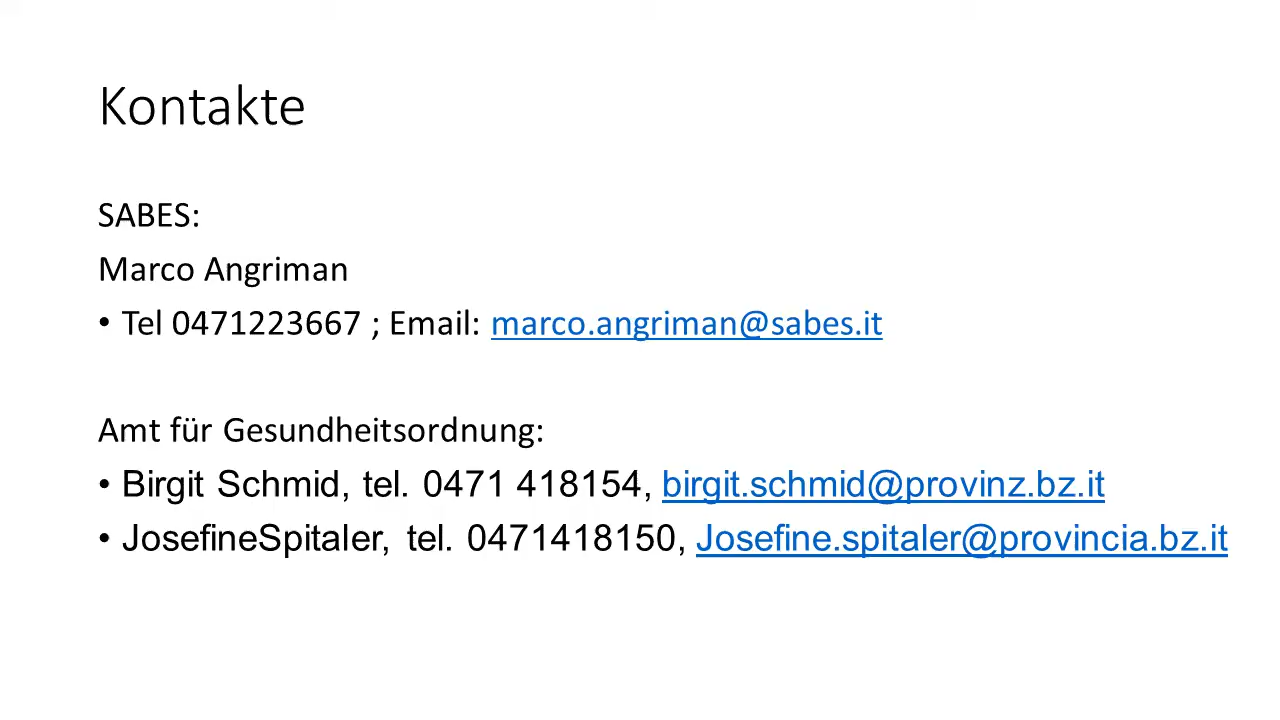 Kontakte
SABES:
Marco Angriman
• Tel 0471223667 ; Email: marco.angriman@sabes.it
Amt für Gesundheitsordnung:
• Birgit Schmid, tel. 0471 418154, birgit.schmid@provinz.bz.it
• JosefineSpitaler, tel. 0471418150, Josefine.spitaler@provincia.bz.it